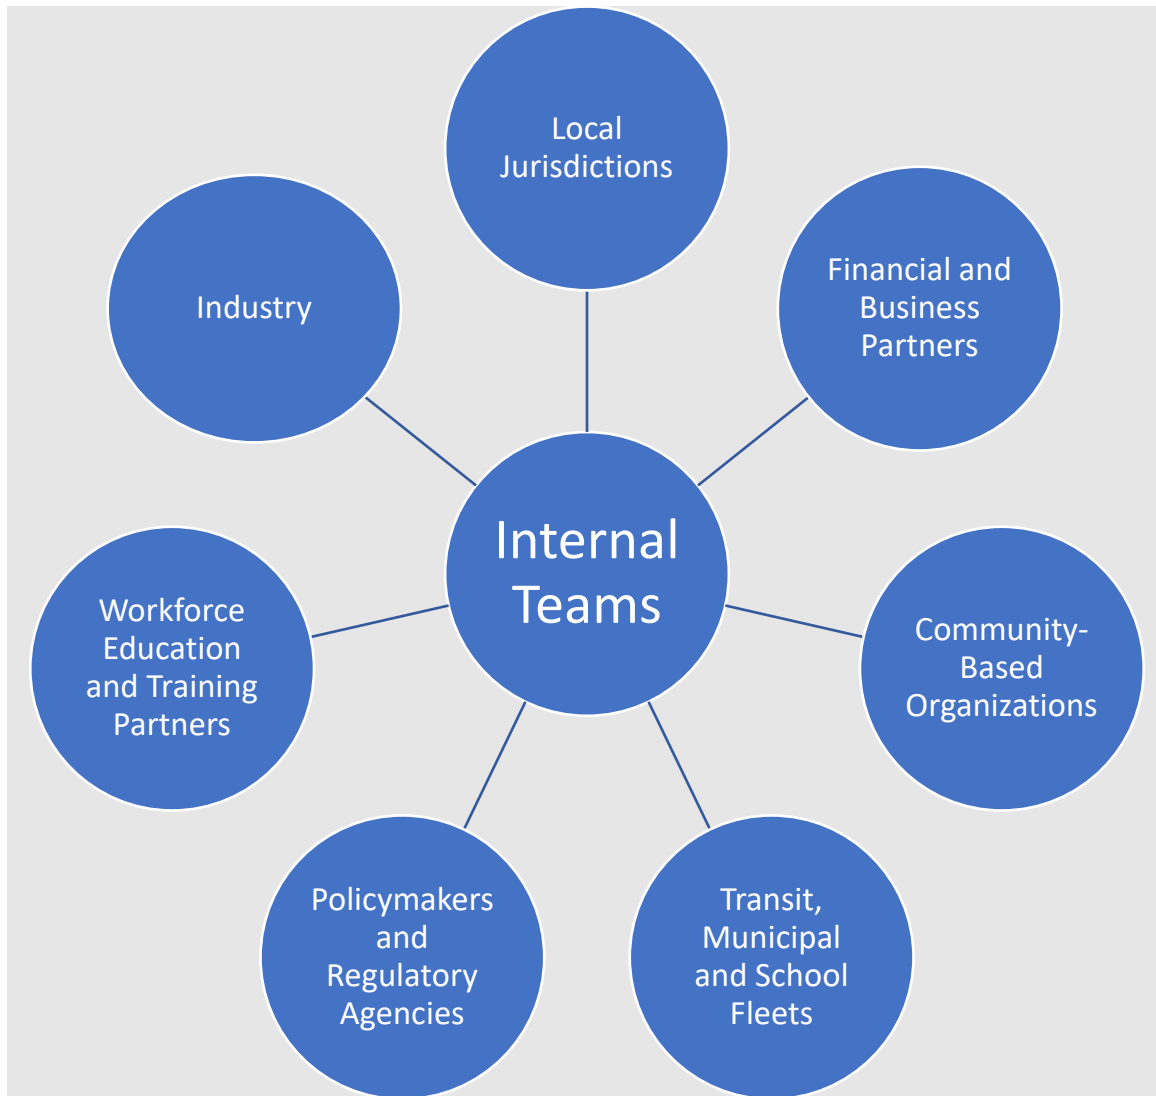 Local
Jurisdictions
Financial and
Business
Partners
Community-
Based
Organizations
Transit,
Municipal
and School
Fleets
Policymakers
and
Regulatory
Agencies
Workforce
Education
and Training
Partners
Industry
Internal
Teams